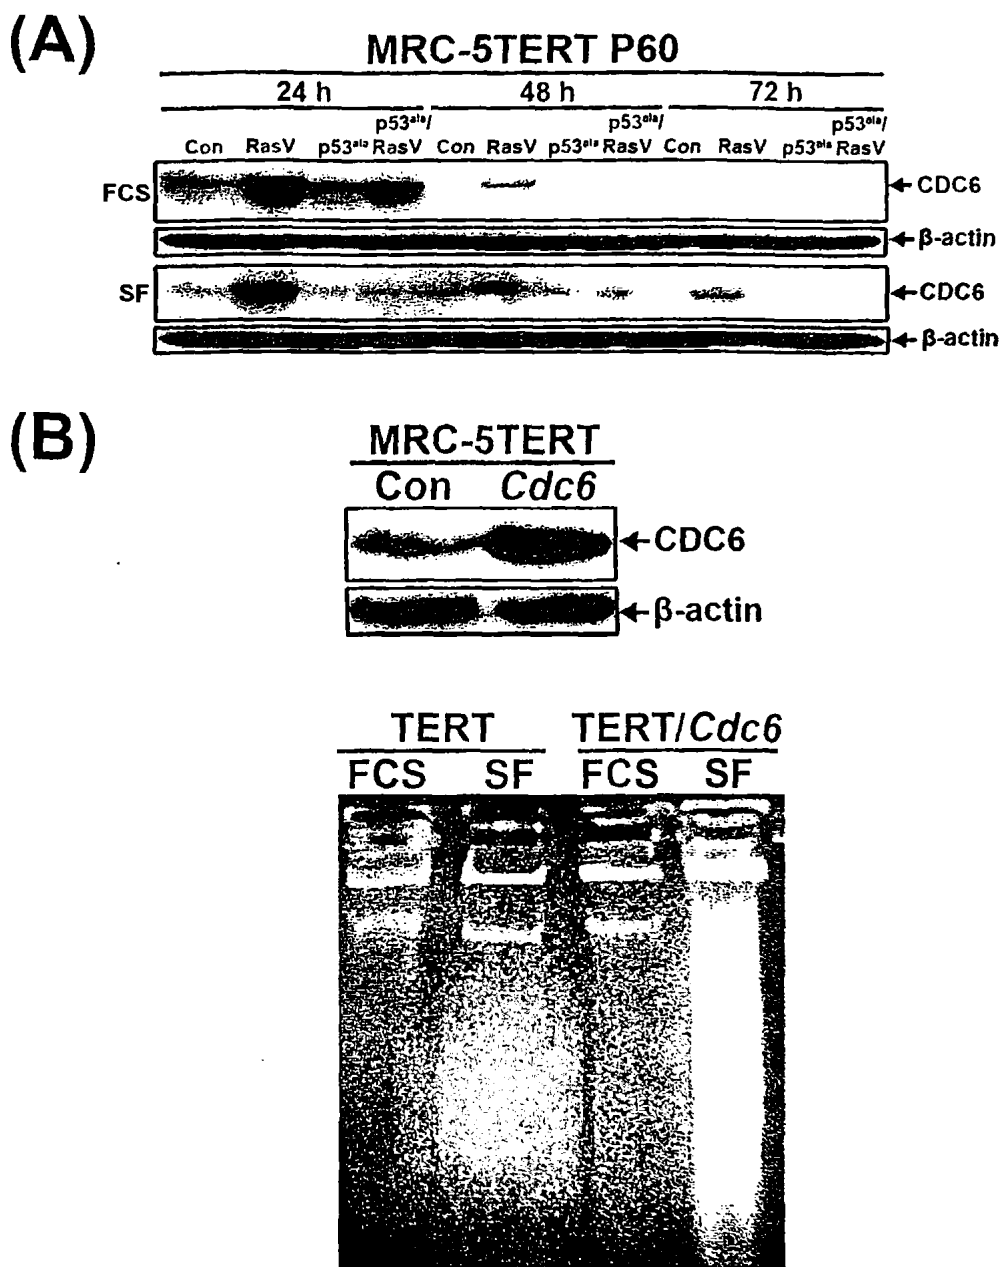 (A)
MRC-5TERT P60
24 h 48 h 72 h
p53ala/ p53ala/ p53ala/
Con RasV p53ala RasV Con RasV p53ala RasV Con RasV p53ala RasV
FCS CDC6
β-actin
SF CDC6
β-actin
(B)
MRC-5TERT
Con Cdc6
CDC6
β-actin
TERT TERT/Cdc6
FCS SF FCS SF